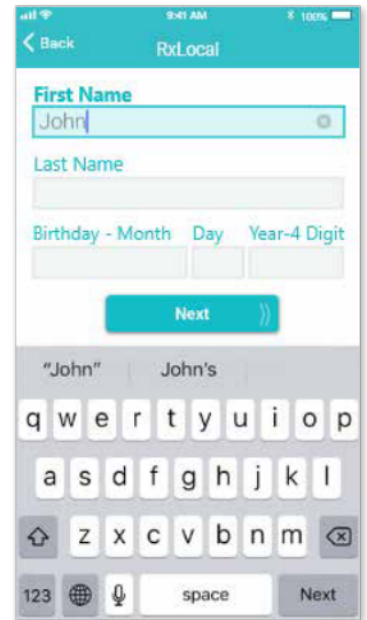 9:41 AM 100%
Back RxLocal
First Name
John
Last Name
Birthday - Month Day Year-4 Digit
Next
"John" John's
q w e r t y u i o p
a s d f g h j k l
z x c v b n m
123 space Next